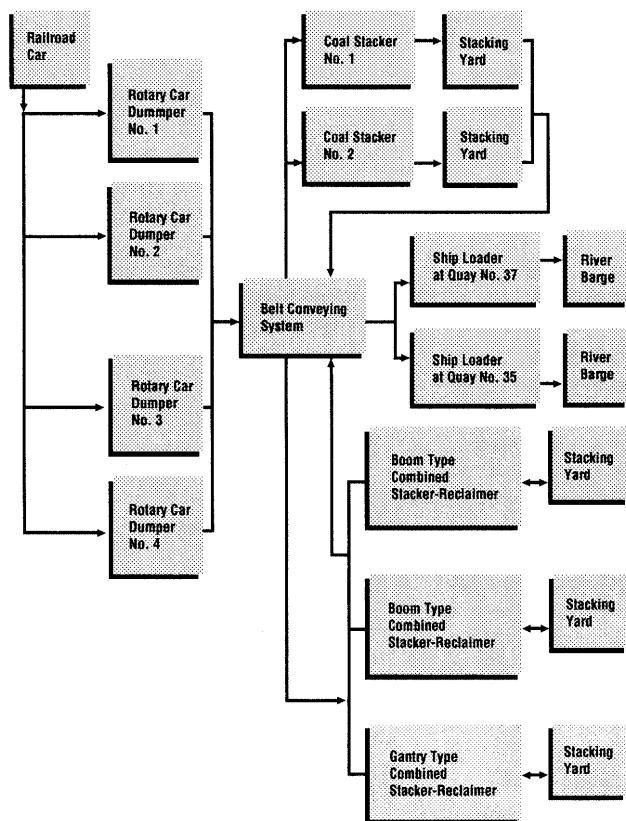 Railroad
Car
Rotary Car
Dummper
No. 1
Rotary Car
Dumper
No. 2
Rotary Car
Dumper
No. 3
Rotary Car
Dumper
No. 4
Belt Conveying
System
Coal Stacker
No. 1
Stacking
Yard
Coal Stacker
No. 2
Stacking
Yard
Ship Loader
at Quay No. 37
River
Barge
Ship Loader
at Quay No. 35
River
Barge
Boom Type
Combined
Stacker-Reclaimer
Stacking
Yard
Boom Type
Combined
Stacker-Reclaimer
Stacking
Yard
Gantry Type
Combined
Stacker-Reclaimer
Stacking
Yard